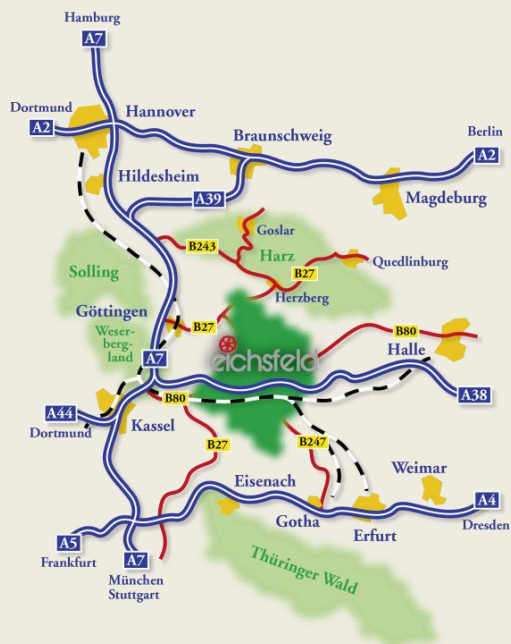 Hamburg
A7
Dortmund
Hannover
A2
Braunschweig
Berlin
A2
Hildesheim
Magdeburg
A39
Goslar
B243
Harz
Quedlinburg
Solling
B27
Herzberg
Göttingen
B27
Weser-
berg-
land
B80
Halle
A7
eichsfeld
A38
B80
A44
Dortmund
Kassel
B27
B247
Weimar
Eisenach
A4
Gotha
Erfurt
Dresden
A5
Frankfurt
A7
München
Stuttgart
Thüringer Wald